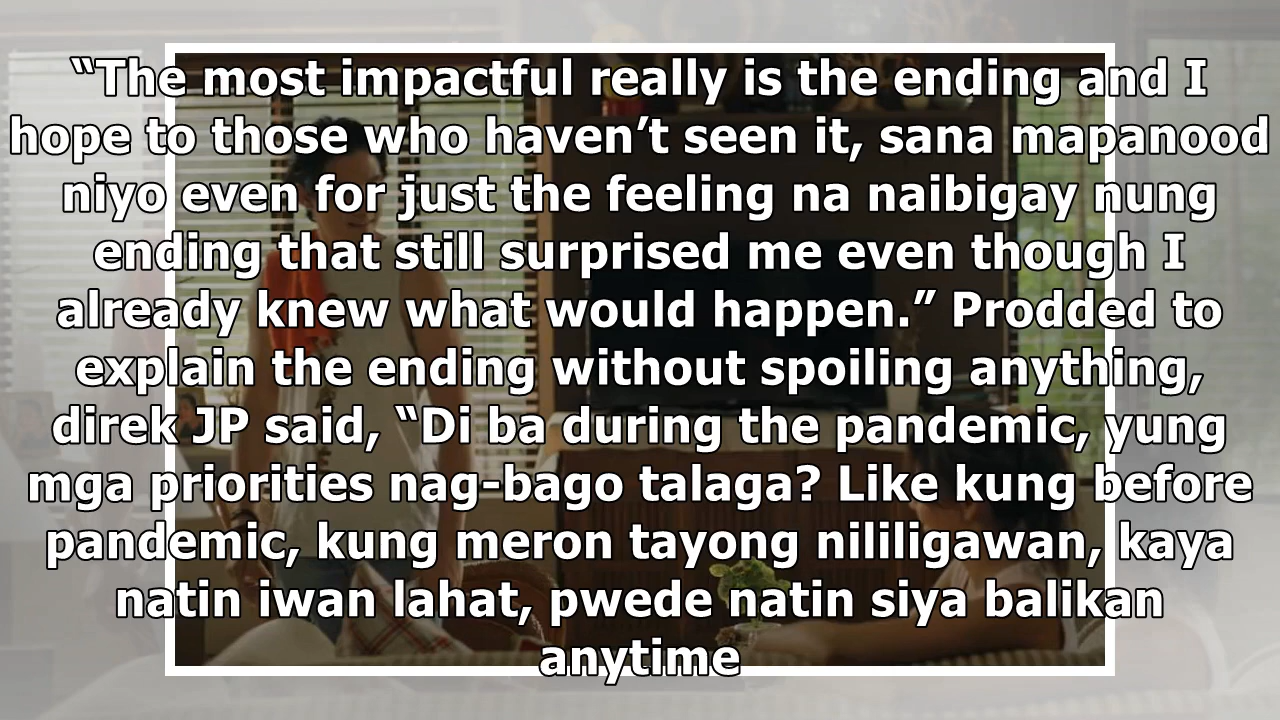 “The most impactful really is the ending and I
hope to those who haven’t seen it, sana mapanood
niyo even for just the feeling na naibigay nung
ending that still surprised me even though I
already knew what would happen.” Prodded to
explain the ending without spoiling anything,
direk JP said, “Di ba during the pandemic, yung
mga priorities nag-bago talaga? Like kung before
pandemic, kung meron tayong nililigawan, kaya
natin iwan lahat, pwede natin siya balikan
anytime